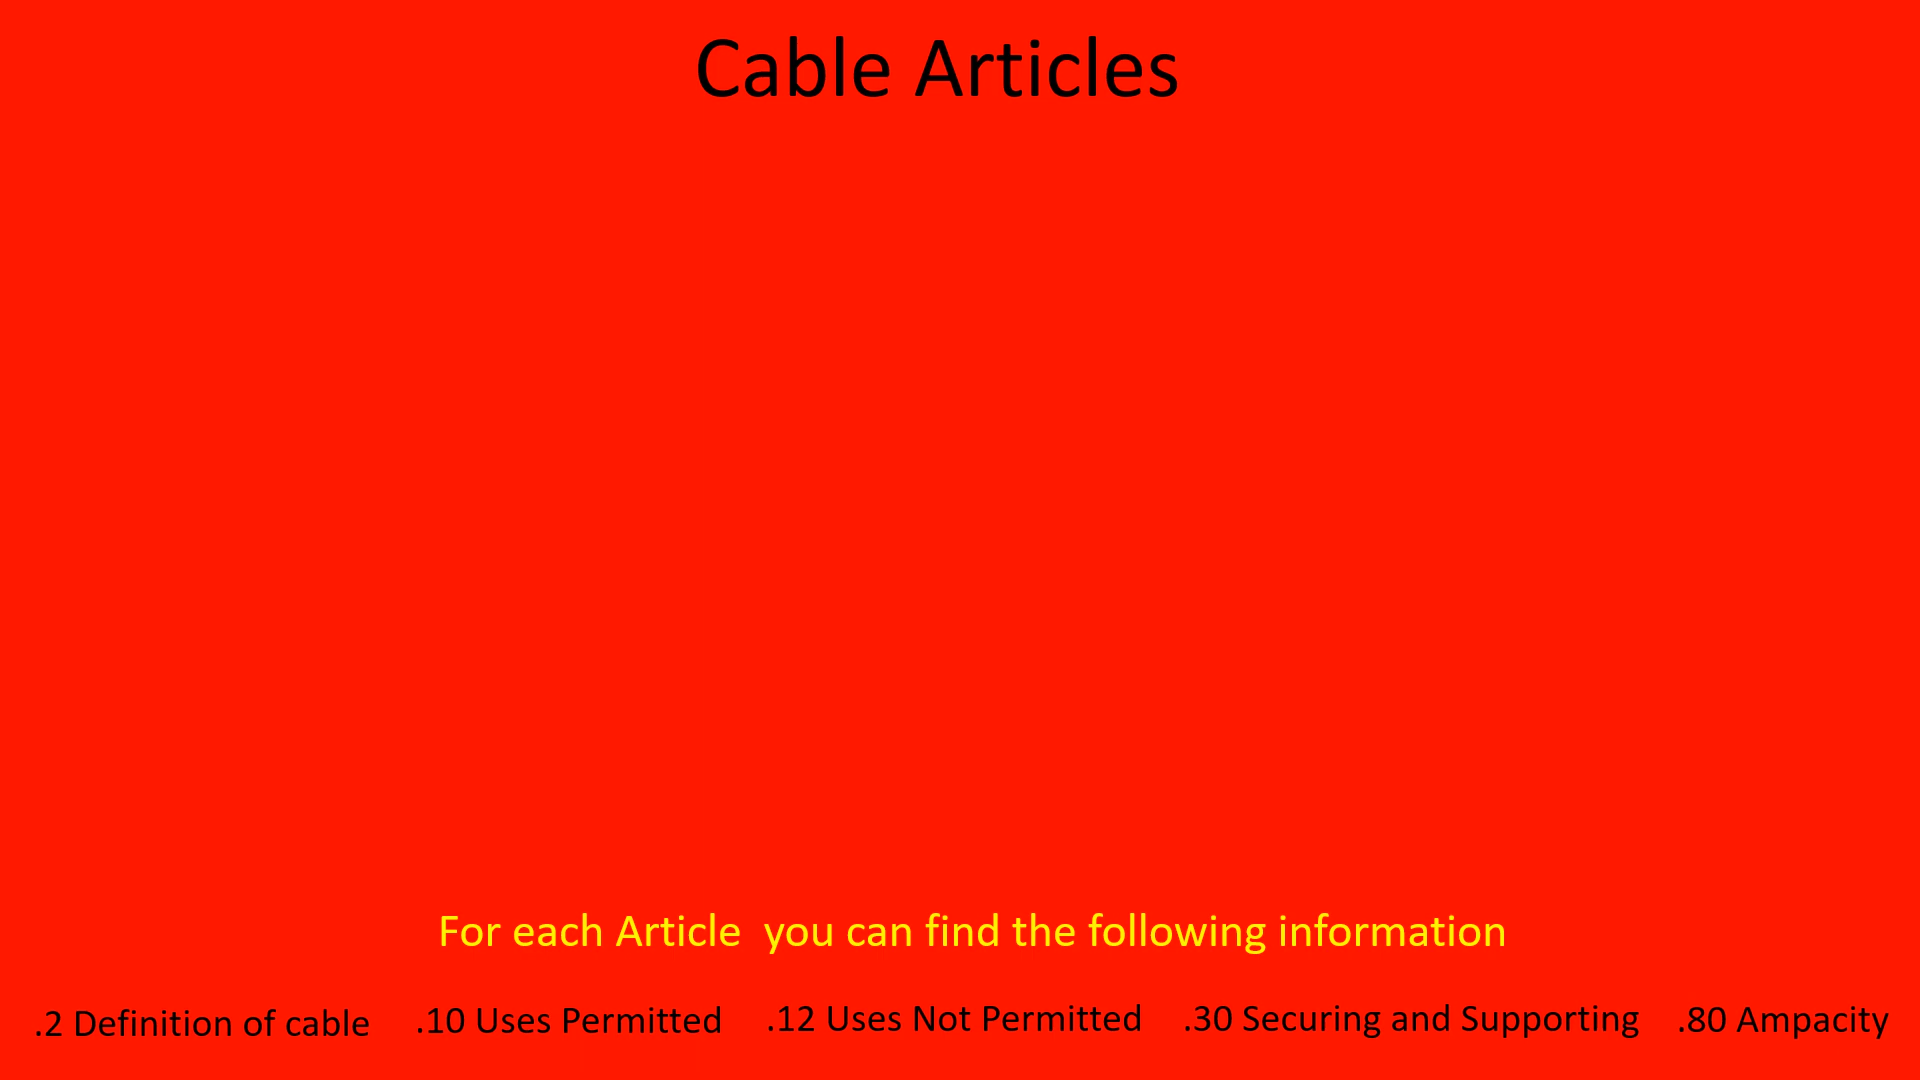 Cable Articles
For each Article  you can find the following information
.2 Definition of cable
.10 Uses Permitted
.12 Uses Not Permitted
.30 Securing and Supporting
.80 Ampacity